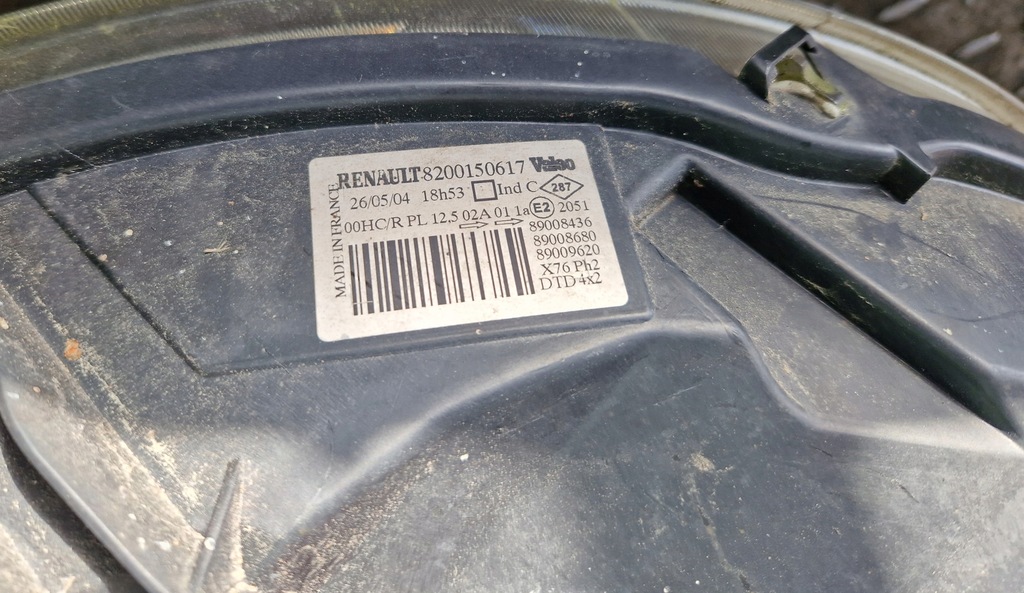 RENAULT 8200150617 Valeo
26/05/04 18h53 Ind C 287
00HC/R PL 12,5 02A 01 1a E2 2051
89008436
89008680
89009620
X76 Ph2
DTD 4x2
MADE IN FRANCE